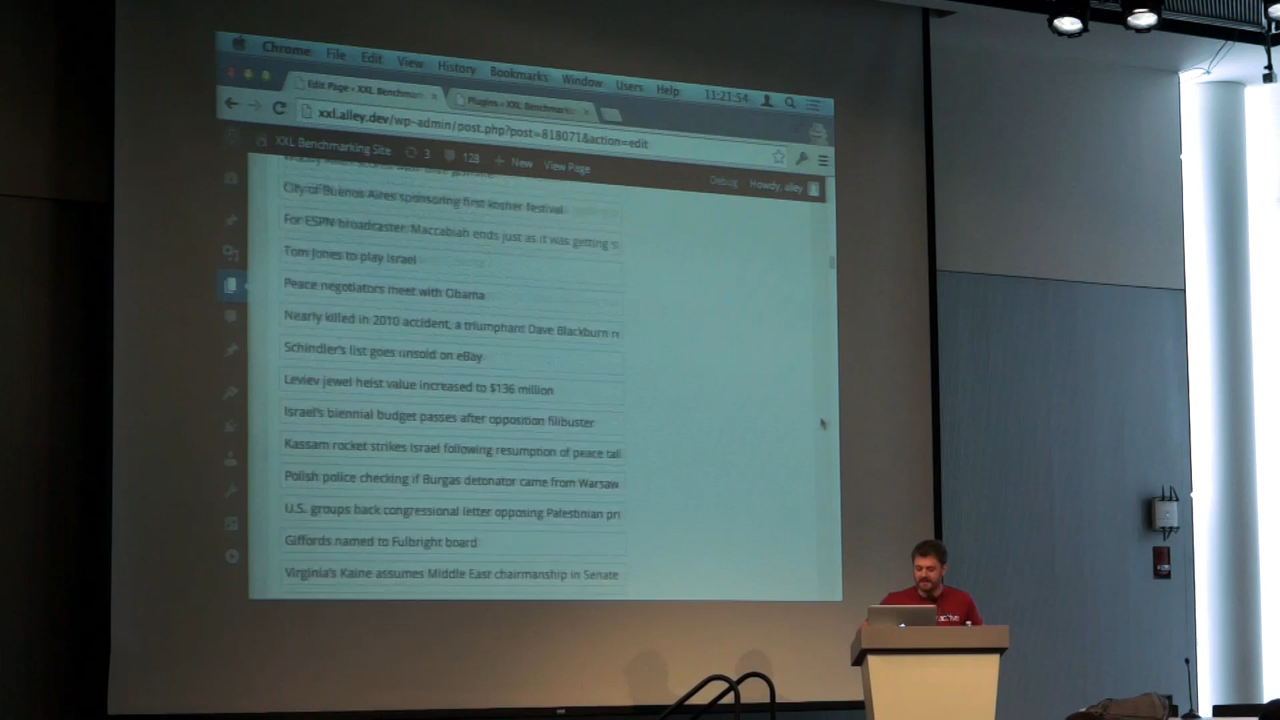 Chrome File Edit View History Bookmarks Window Users Help 11:21:54
Edit Page ‹ XXL Benchmar Plugins ‹ XXL Benchmark
xxl.alley.dev/wp-admin/post.php?post=818071&action=edit
XXL Benchmarking Site 3 128 + New View Page Debug Howdy, alley
City of Buenos Aires sponsoring first kosher festival
For ESPN broadcaster, Maccabiah ends just as it was getting s
Tom Jones to play Israel
Peace negotiators meet with Obama
Nearly killed in 2010 accident, a triumphant Dave Blackburn re
Schindler's list goes unsold on eBay
Leviev jewel heist value increased to $136 million
Israel's biennial budget passes after opposition filibuster
Kassam rocket strikes Israel following resumption of peace tal
Polish police checking if Burgas detonator came from Warsaw
U.S. groups back congressional letter opposing Palestinian pri
Giffords named to Fulbright board
Virginia's Kaine assumes Middle East chairmanship in Senate